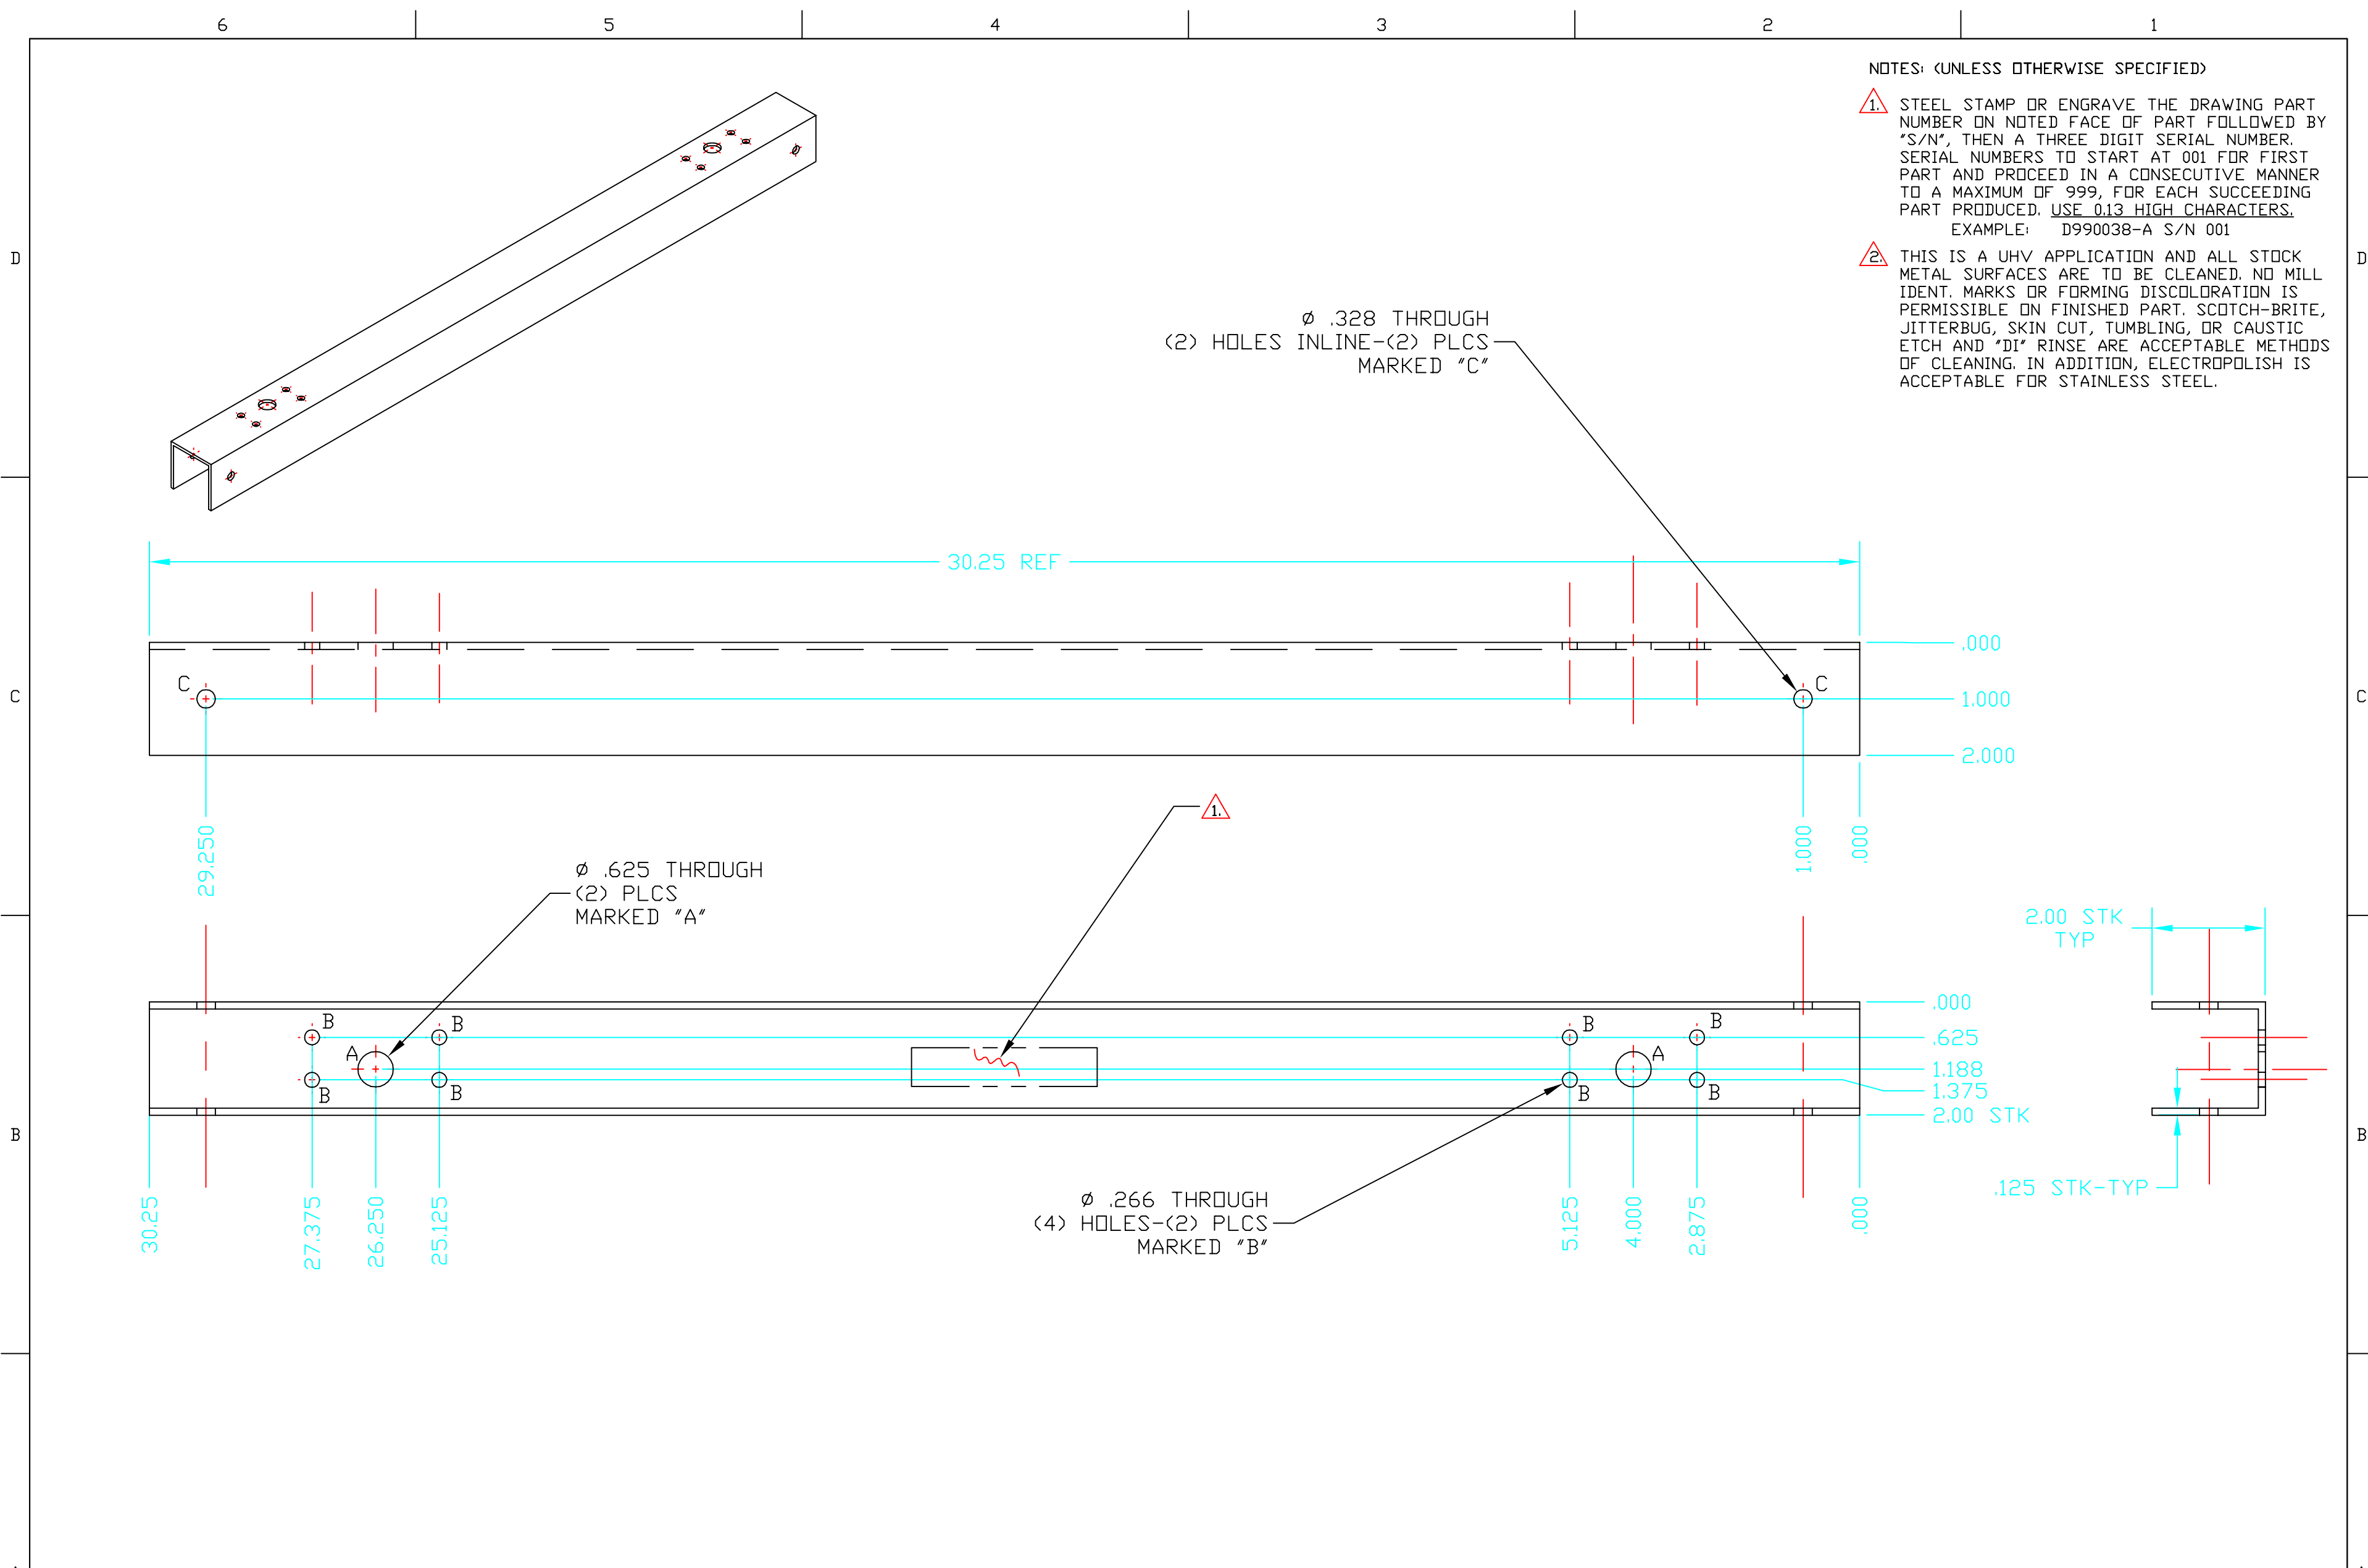 6 5 4 3 2 1
NOTES: (UNLESS OTHERWISE SPECIFIED)
1. STEEL STAMP OR ENGRAVE THE DRAWING PART
NUMBER ON NOTED FACE OF PART FOLLOWED BY
"S/N", THEN A THREE DIGIT SERIAL NUMBER.
SERIAL NUMBERS TO START AT 001 FOR FIRST
PART AND PROCEED IN A CONSECUTIVE MANNER
TO A MAXIMUM OF 999, FOR EACH SUCCEEDING
PART PRODUCED. USE 0.13 HIGH CHARACTERS.
EXAMPLE: D990038-A S/N 001
2. THIS IS A UHV APPLICATION AND ALL STOCK
METAL SURFACES ARE TO BE CLEANED. NO MILL
IDENT. MARKS OR FORMING DISCOLORATION IS
PERMISSIBLE ON FINISHED PART. SCOTCH-BRITE,
JITTERBUG, SKIN CUT, TUMBLING, OR CAUSTIC
ETCH AND "DI" RINSE ARE ACCEPTABLE METHODS
OF CLEANING. IN ADDITION, ELECTROPOLISH IS
ACCEPTABLE FOR STAINLESS STEEL.
D D
Ø .328 THROUGH
(2) HOLES INLINE-(2) PLCS
MARKED "C"
30.25 REF
.000
C C
C C
1.000
2.000
29.250
1.000
.000
1.
Ø .625 THROUGH
(2) PLCS
MARKED "A"
2.00 STK
TYP
.000
B B B B
.625
A A
1.188
1.375
B B B B
2.00 STK
B B
.125 STK-TYP
30.25
27.375
26.250
25.125
5.125
4.000
2.875
.000
Ø .266 THROUGH
(4) HOLES-(2) PLCS
MARKED "B"